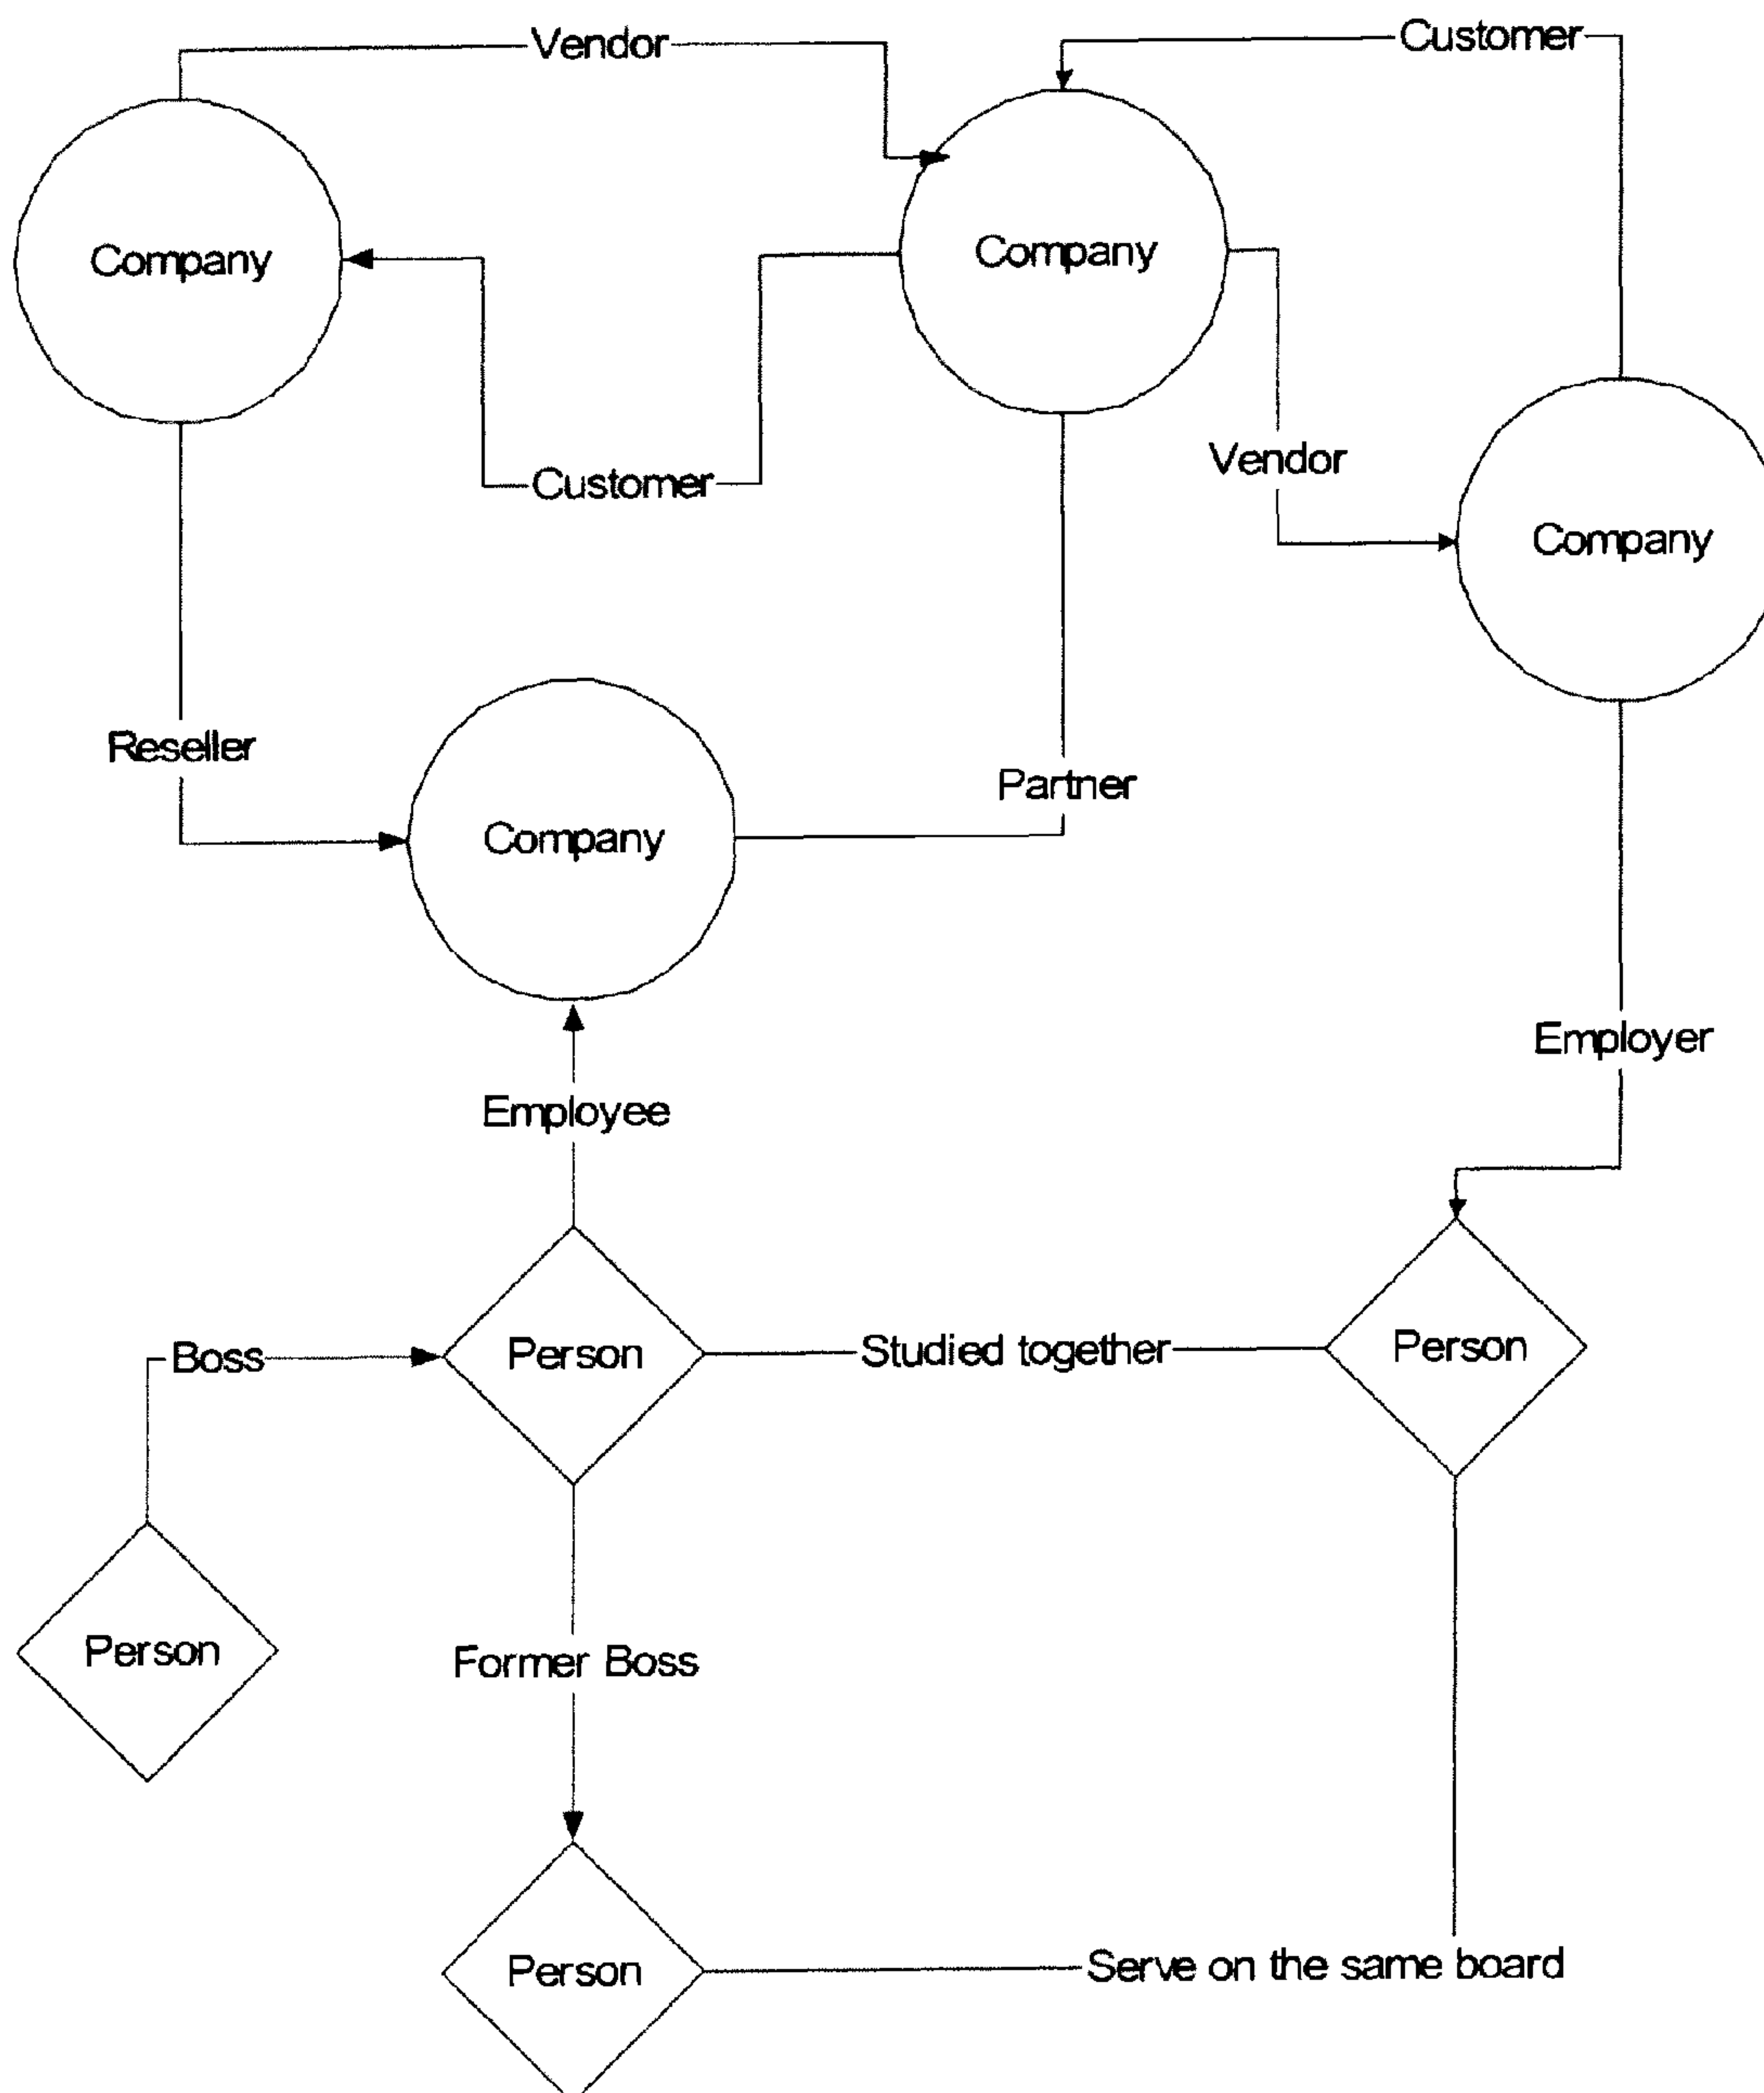 Vendor
Customer
Company
Company
Customer
Vendor
Company
Reseller
Partner
Company
Employer
Employee
Boss
Person
Studied together
Person
Person
Former Boss
Person
Serve on the same board